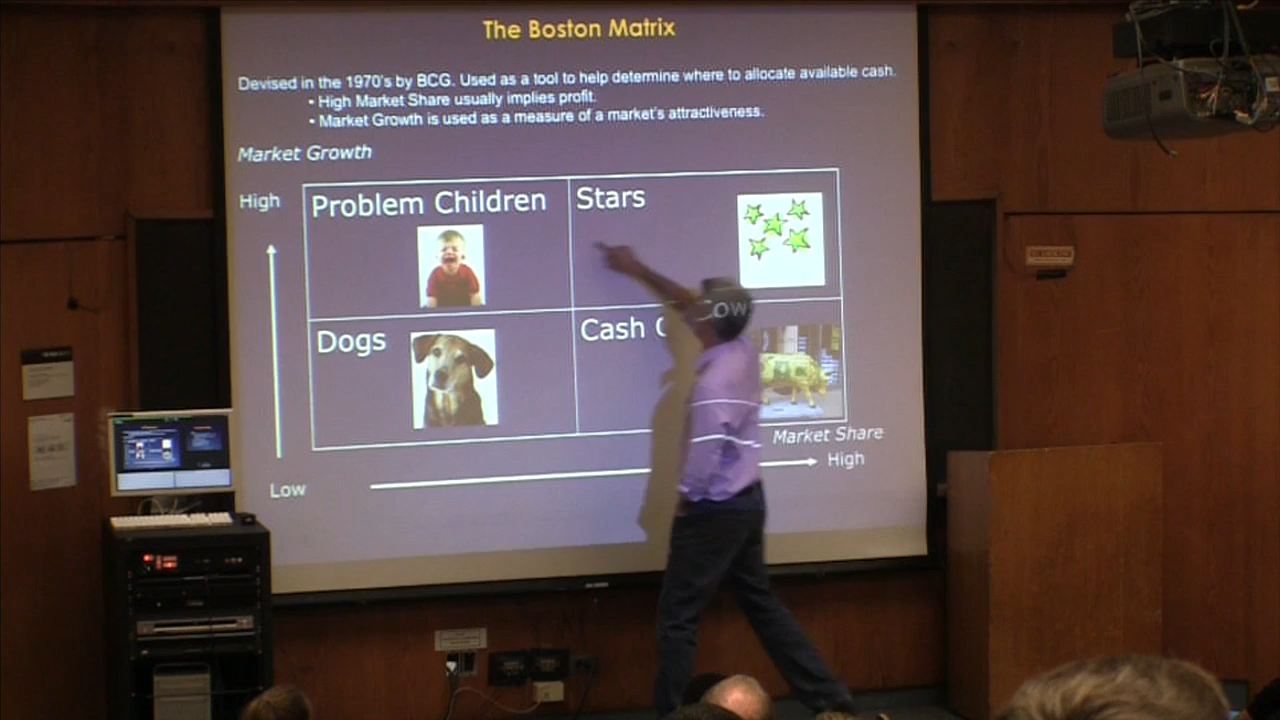 The Boston Matrix
Devised in the 1970's by BCG. Used as a tool to help determine where to allocate available cash.
• High Market Share usually implies profit.
• Market Growth is used as a measure of a market's attractiveness.
Market Growth
High
Problem Children
Stars
Dogs
Cash Cow
Market Share
High
Low